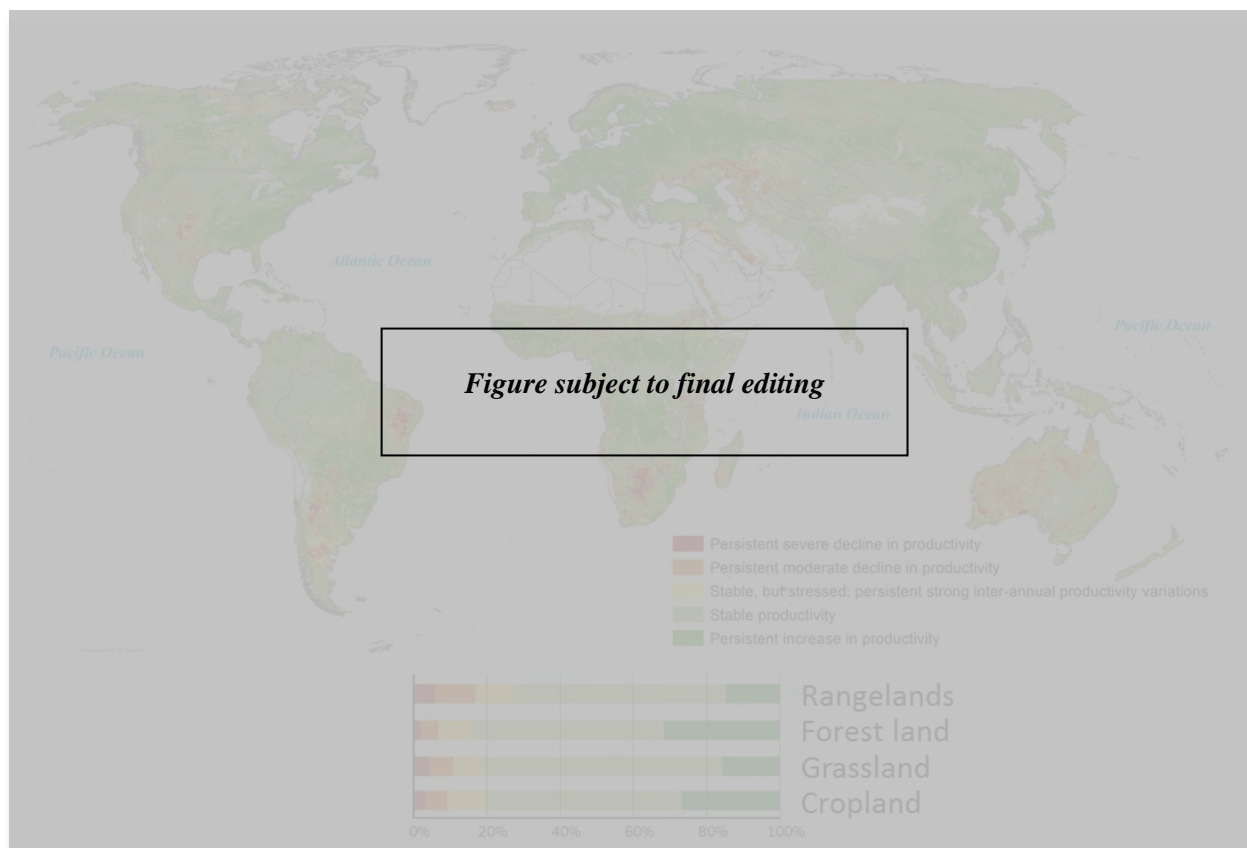 Atlantic Ocean
Pacific Ocean
Pacific Ocean
Figure subject to final editing
Indian Ocean
Persistent severe decline in productivity
Persistent moderate decline in productivity
Stable, but stressed; persistent strong inter-annual productivity variations
Stable productivity
Persistent increase in productivity
Rangelands
Forest land
Grassland
Cropland
0% 20% 40% 60% 80% 100%